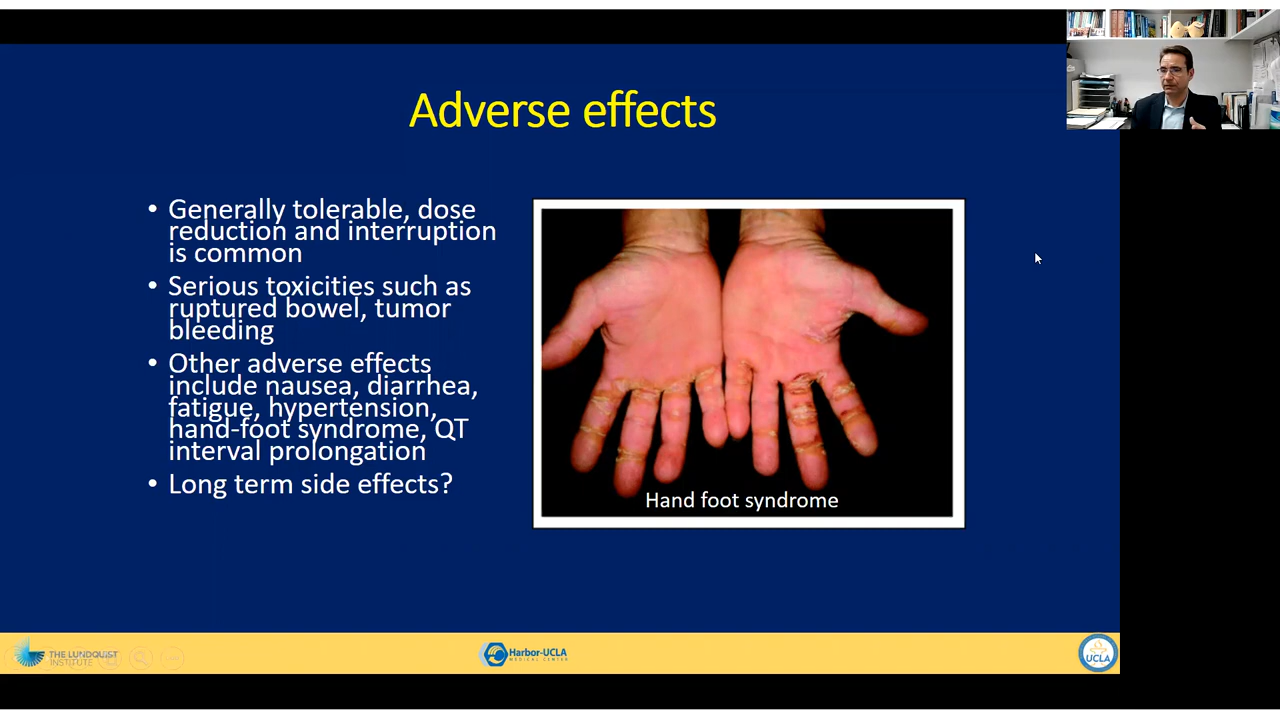 Adverse effects
• Generally tolerable, dose
reduction and interruption
is common
• Serious toxicities such as
ruptured bowel, tumor
bleeding
• Other adverse effects
include nausea, diarrhea,
fatigue, hypertension,
hand-foot syndrome, QT
interval prolongation
• Long term side effects?
Hand foot syndrome
THE LUNDQUIST
INSTITUTE
Harbor-UCLA
MEDICAL CENTER
UCLA